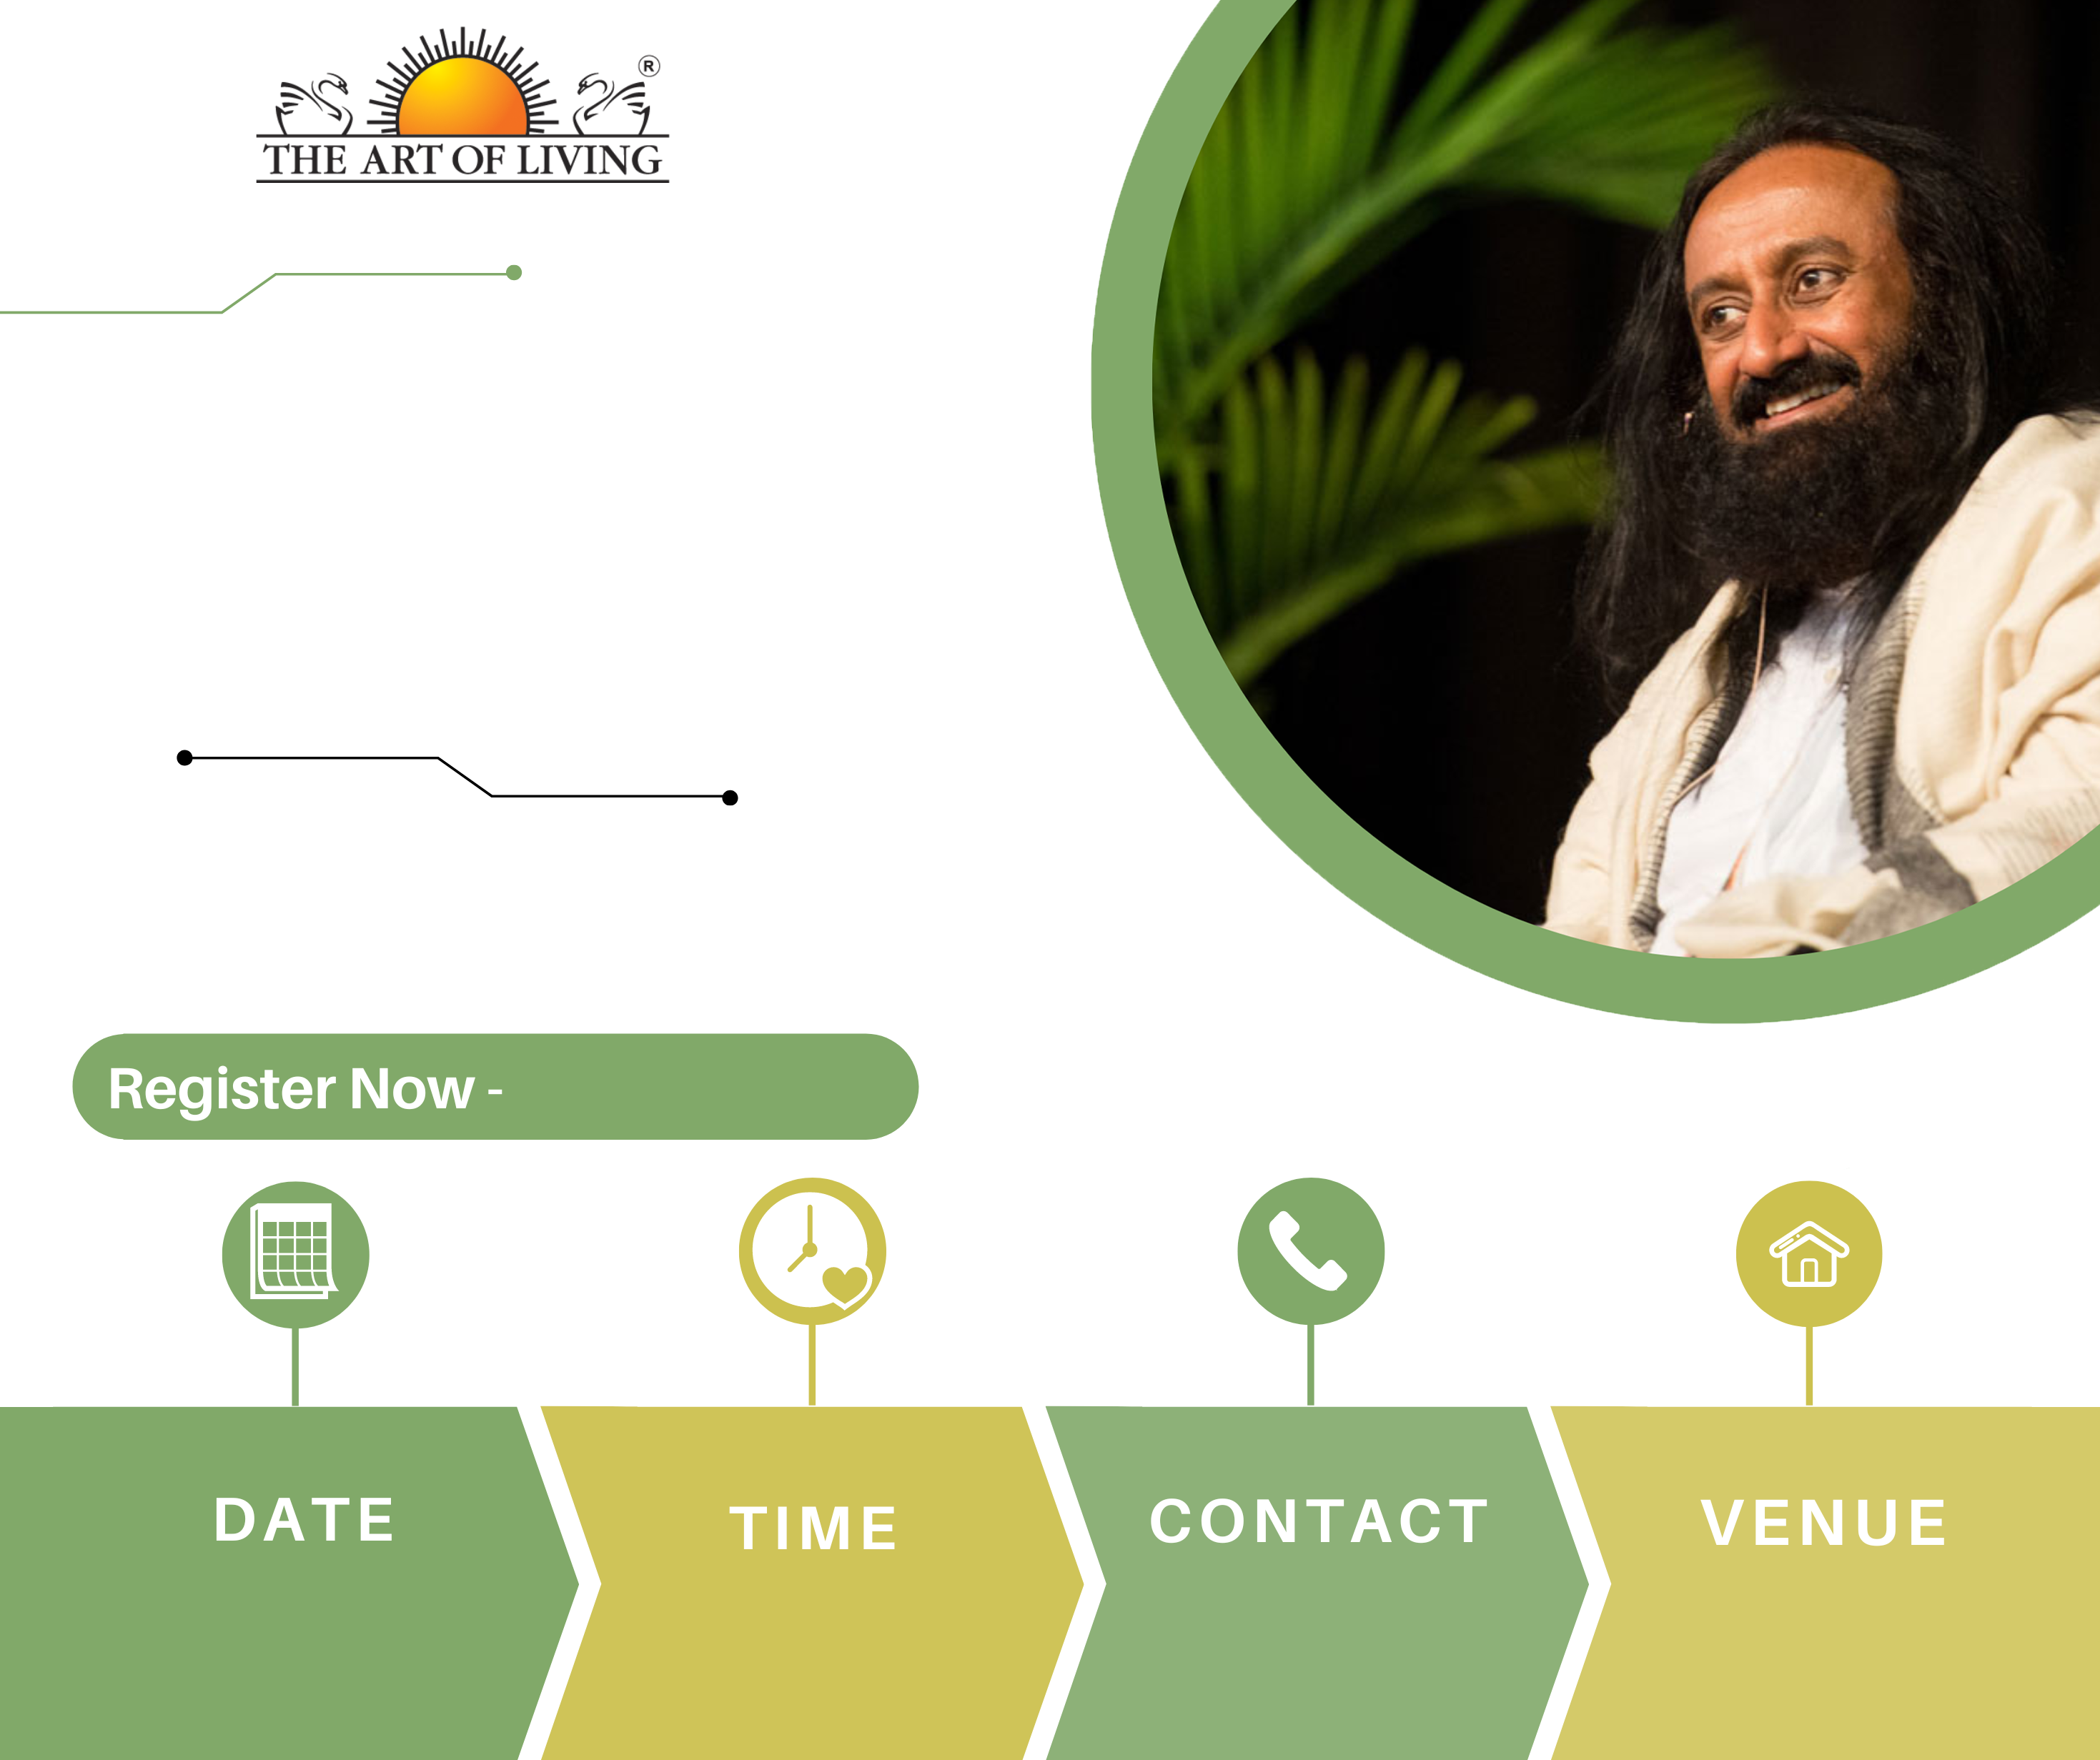 ®
THE ART OF LIVING
Register Now -
DATE
TIME
CONTACT
VENUE